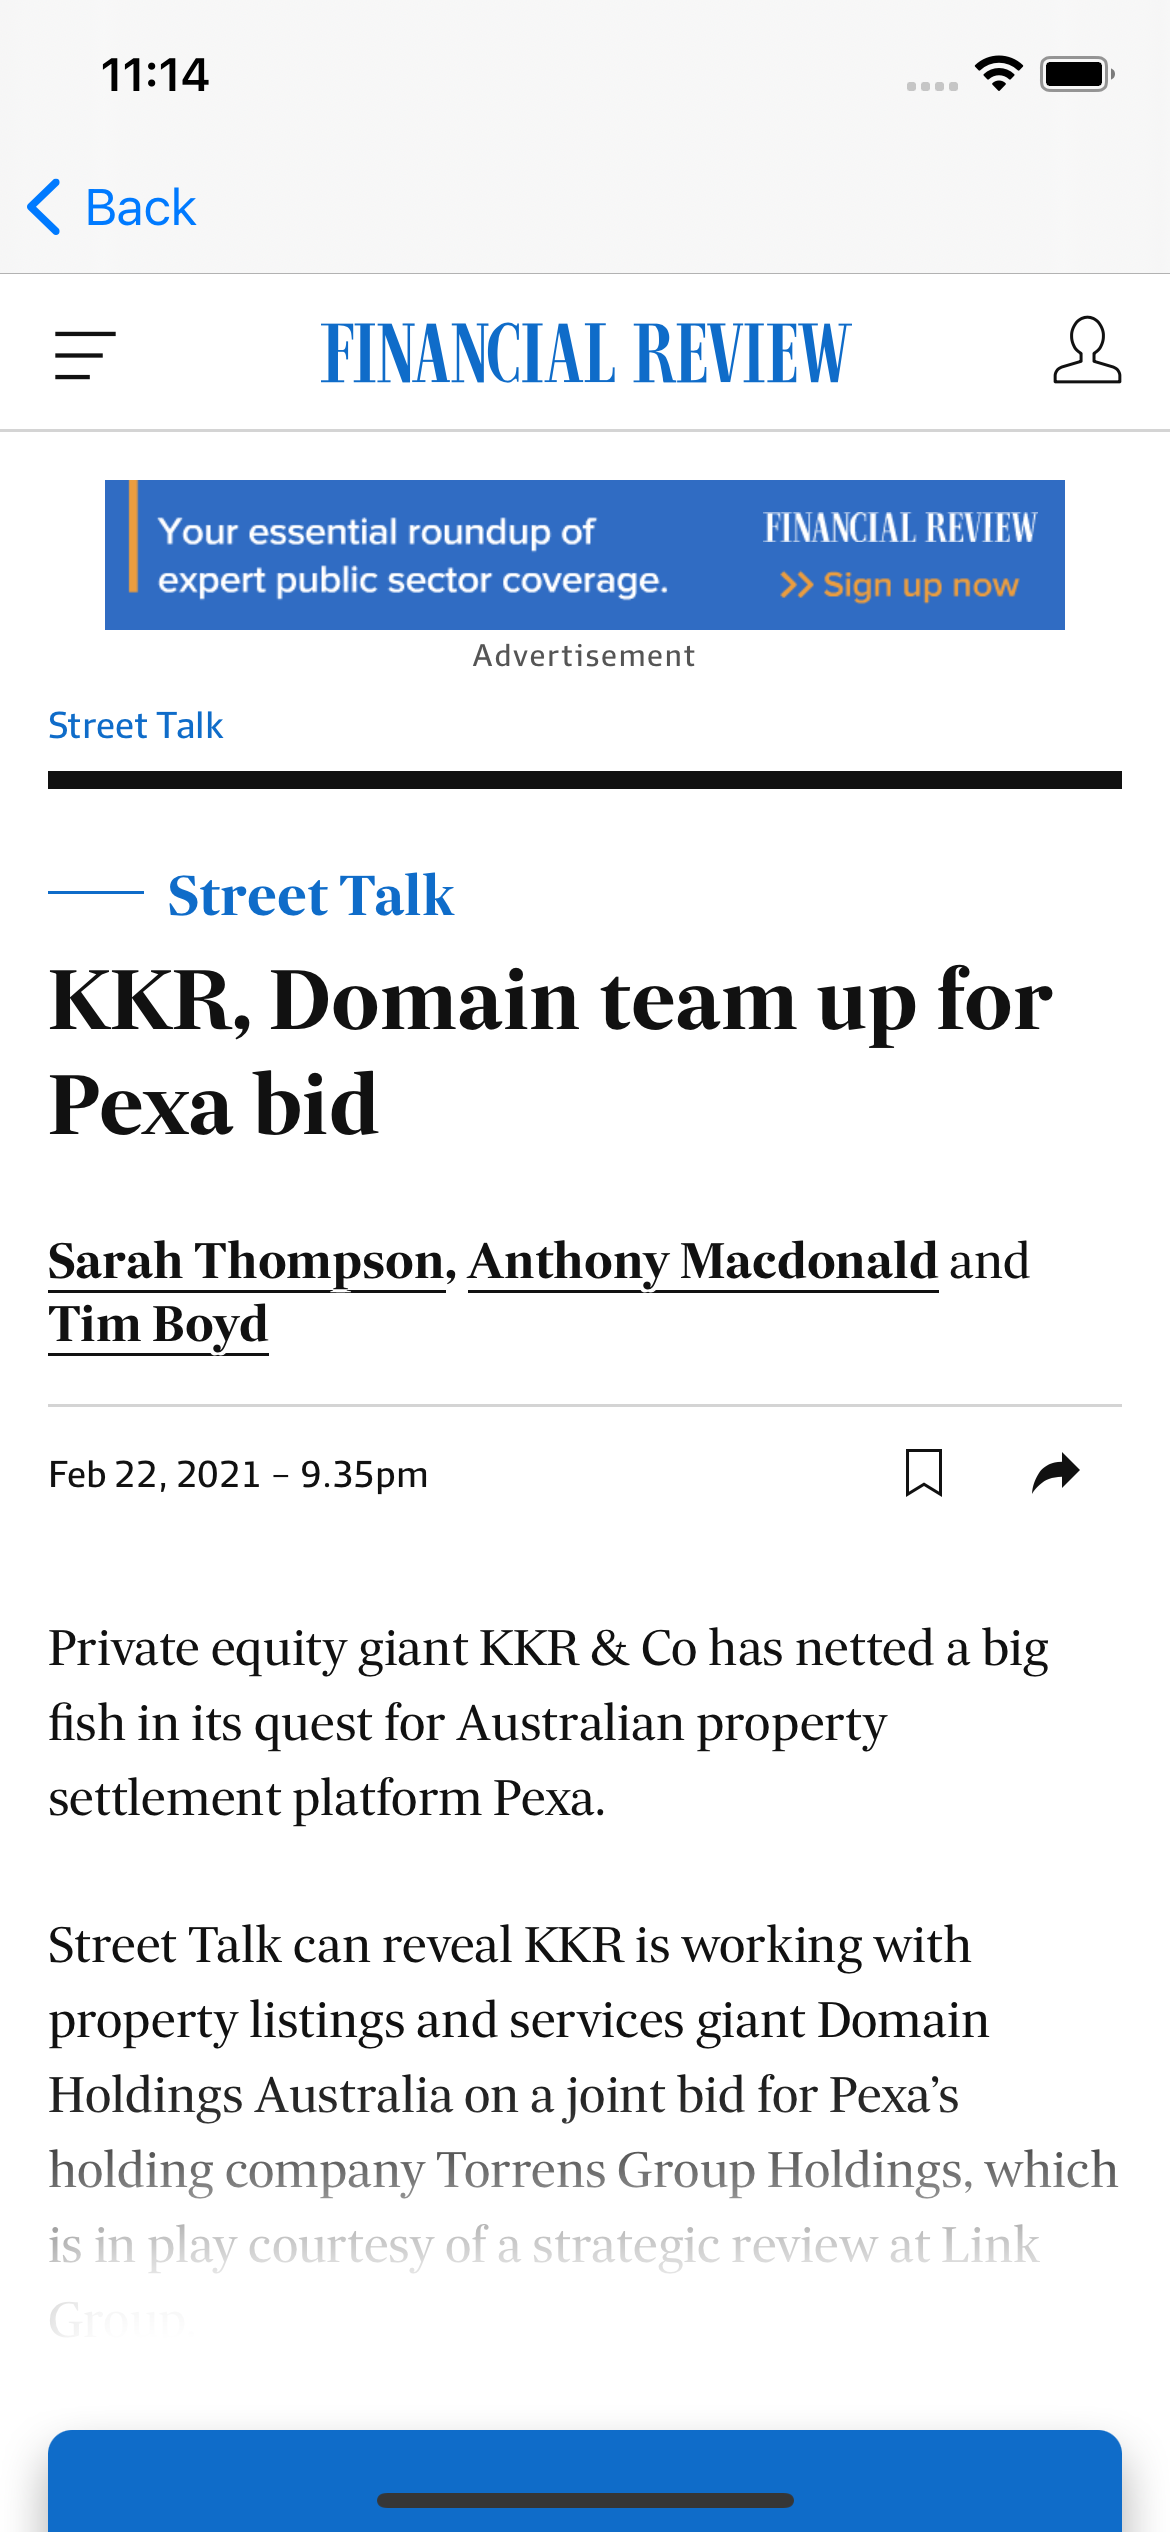 11:14
Back
FINANCIAL REVIEW
Your essential roundup of
expert public sector coverage.
FINANCIAL REVIEW
>> Sign up now
Advertisement
Street Talk
Street Talk
KKR, Domain team up for
Pexa bid
Sarah Thompson, Anthony Macdonald and
Tim Boyd
Feb 22, 2021 – 9.35pm
Private equity giant KKR & Co has netted a big
fish in its quest for Australian property
settlement platform Pexa.
Street Talk can reveal KKR is working with
property listings and services giant Domain
Holdings Australia on a joint bid for Pexa’s
holding company Torrens Group Holdings, which
is in play courtesy of a strategic review at Link
Group.